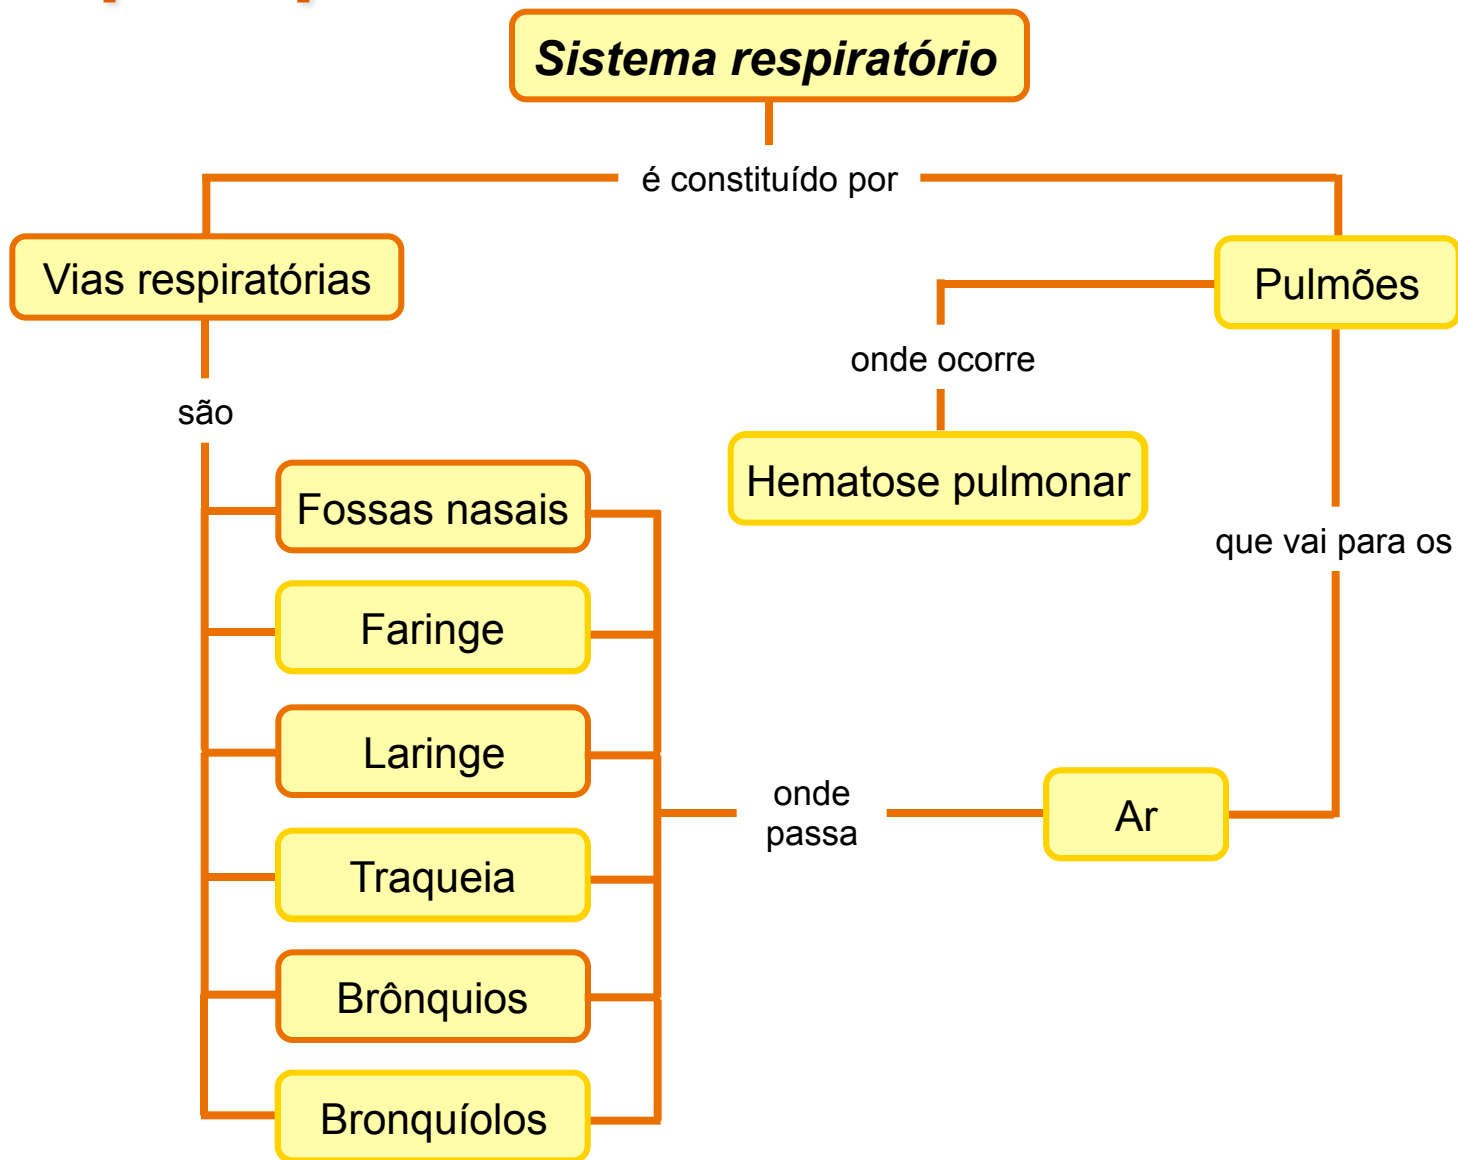 Sistema respiratório
é constituído por
Vias respiratórias
Pulmões
onde ocorre
são
Hematose pulmonar
Fossas nasais
que vai para os
Faringe
Laringe
onde
passa
Ar
Traqueia
Brônquios
Bronquíolos